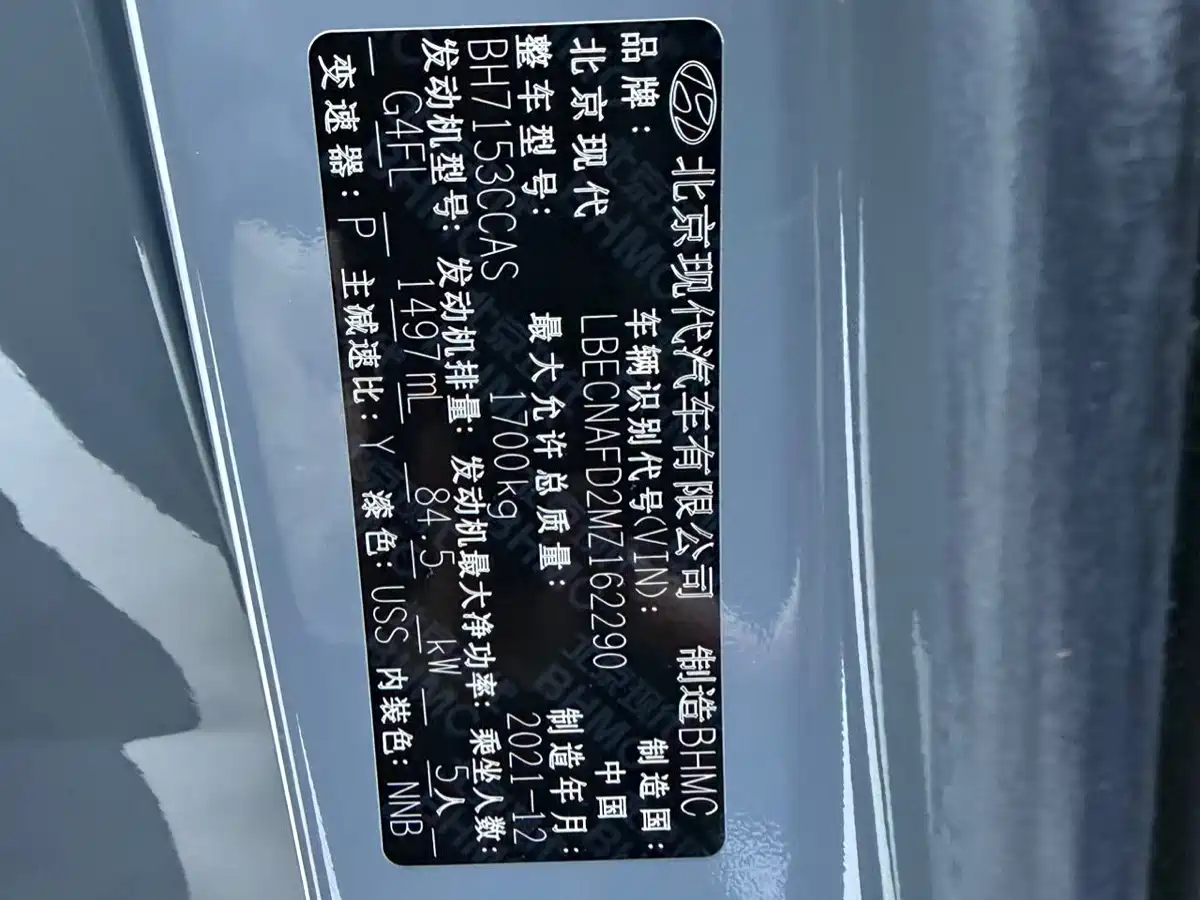 北京现代汽车有限公司 制造BHMC
品牌: 车辆识别代号(VIN): 制造国:
北京现代 LBECNAFD2MZ162290 中国
整车型号: 最大允许总质量: 制造年月:
BH7153CCAS 1700kg 2021-12
发动机型号: 发动机排量: 发动机最大净功率: 乘坐人数:
G4FL 1497mL 84.5 kW 5人
变速器: P 主减速比: Y 漆色: USS 内装色: NNB